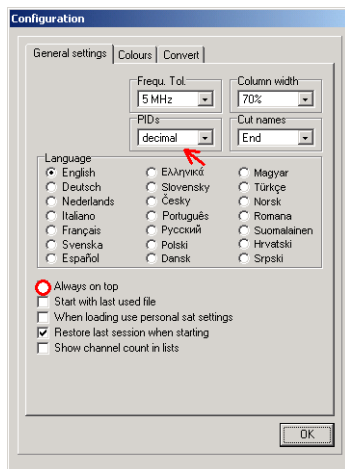 Configuration
General settings Colours Convert
Frequ. Tol. Column width
5 MHz 70%
PIDs Cut names
decimal End
Language
English Ελληνικά Magyar
Deutsch Slovensky Türkçe
Nederlands Česky Norsk
Italiano Português Romana
Français Русский Suomalainen
Svenska Polski Hrvatski
Español Dansk Srpski
Always on top
Start with last used file
When loading use personal sat settings
Restore last session when starting
Show channel count in lists
OK